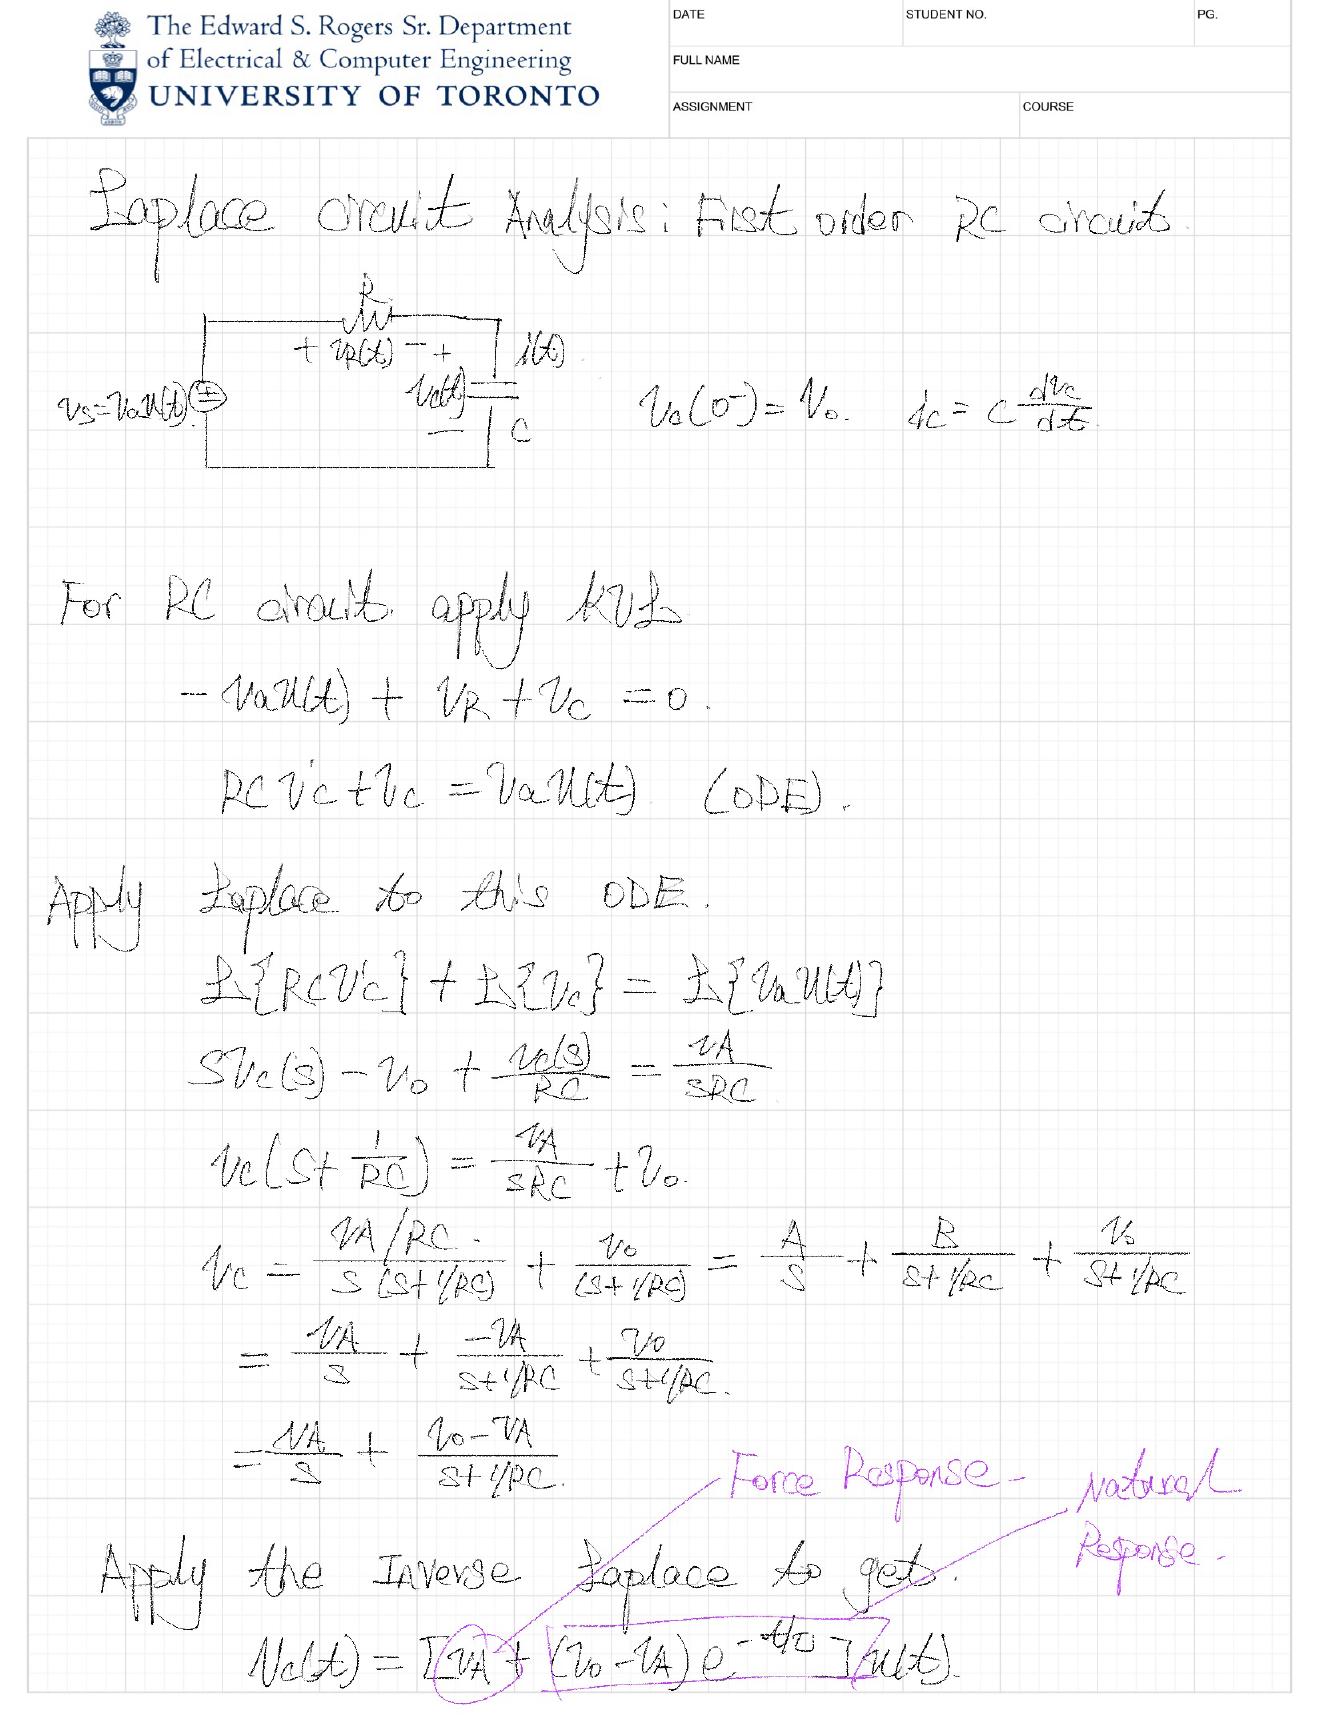 The Edward S. Rogers Sr. Department
of Electrical & Computer Engineering
UNIVERSITY OF TORONTO
DATE
STUDENT NO.
PG.
FULL NAME
ASSIGNMENT
COURSE
Laplace circuit Analysis: First order RC circuit
R
+ VR(t) - +
i(t)
Vs=Vau(t)
Vc(t)
-
C
Vc(0-)=V0. ic = C dVc/dt
For RC circuit apply KVL
- Vau(t) + VR + Vc = 0.
RC V'c + Vc = Vau(t) (ODE).
Apply Laplace to this ODE.
L{RCV'c} + L{Vc} = L{Vau(t)}
SVc(s) - V0 + Vc(s)/RC = VA/SRC
Vc(S+ 1/RC) = VA/SRC + V0.
Vc = (VA/RC)/(S(S+1/RC)) + V0/(S+1/RC) = A/S + B/(S+1/RC) + V0/(S+1/RC)
= VA/S + -VA/(S+1/RC) + V0/(S+1/RC).
= VA/S + (V0-VA)/(S+1/RC).
Force Response -
Natural
Response.
Apply the Inverse Laplace to get.
Vc(t) = [VA + (V0-VA) e^-t/τ ]u(t).